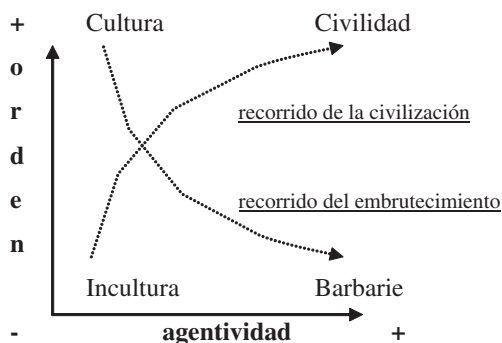 + Cultura Civilidad
o
r recorrido de la civilización
d
e recorrido del embrutecimiento
n
Incultura Barbarie
- agentividad +